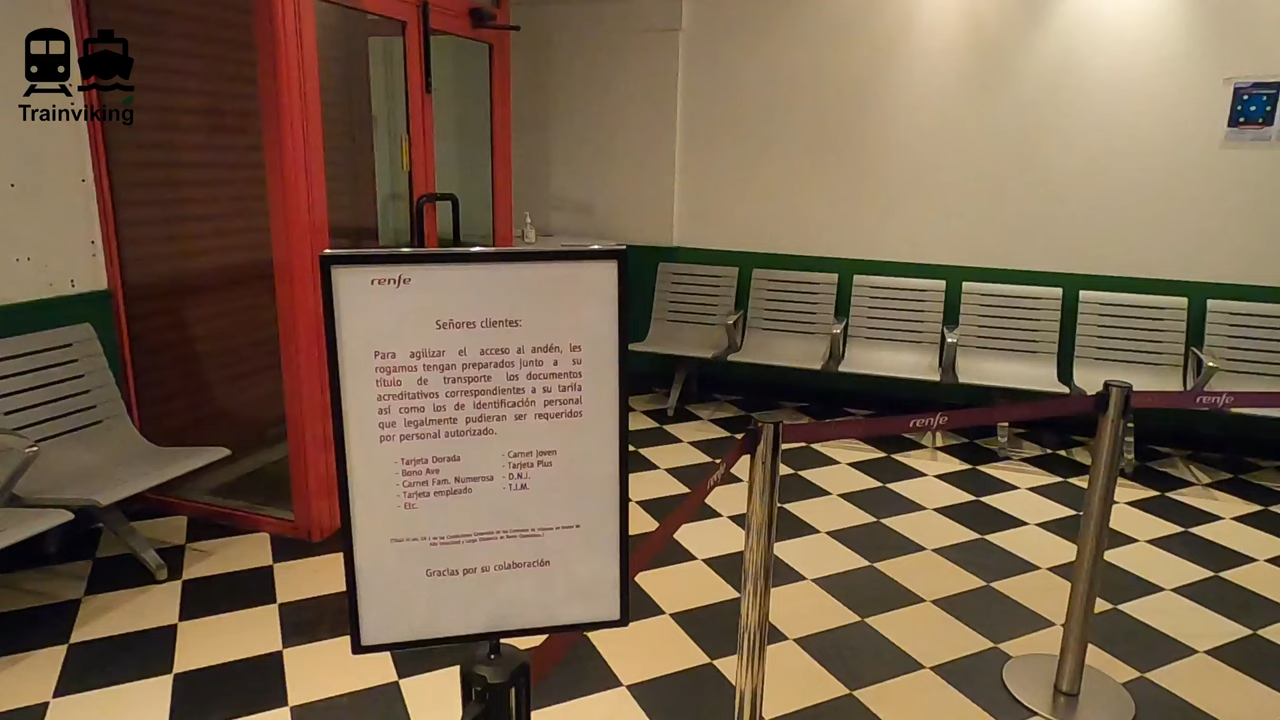 Trainviking
renfe
Señores clientes:
Para agilizar el acceso al andén, les
rogamos tengan preparados junto a su
título de transporte los documentos
acreditativos correspondientes a su tarifa
así como los de identificación personal
que legalmente pudieran ser requeridos
por personal autorizado.
- Tarjeta Dorada
- Bono Ave
- Carnet Fam. Numerosa
- Tarjeta empleado
- Etc.
- Carnet Joven
- Tarjeta Plus
- D.N.I.
- T.I.M.
Gracias por su colaboración
renfe
renfe